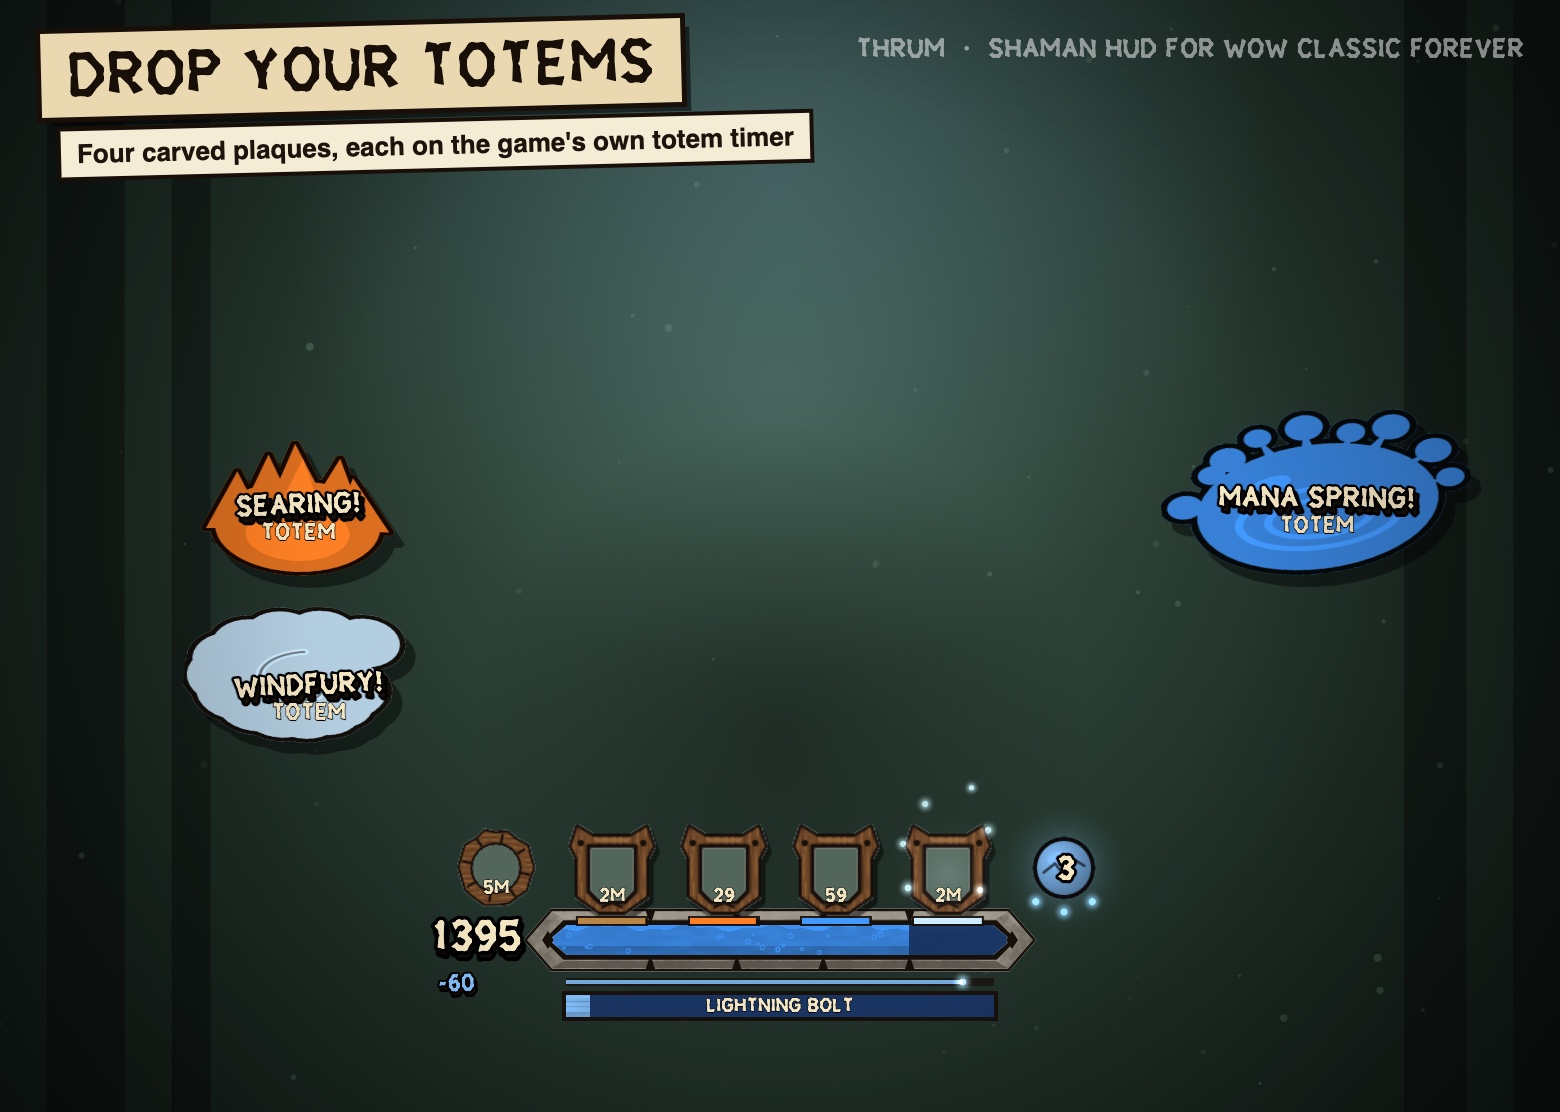 DROP YOUR TOTEMS
THRUM · SHAMAN HUD FOR WOW CLASSIC FOREVER
Four carved plaques, each on the game's own totem timer
SEARING!
TOTEM
MANA SPRING!
TOTEM
WINDFURY!
TOTEM
5M
2M
29
59
2M
3
1395
-60
LIGHTNING BOLT